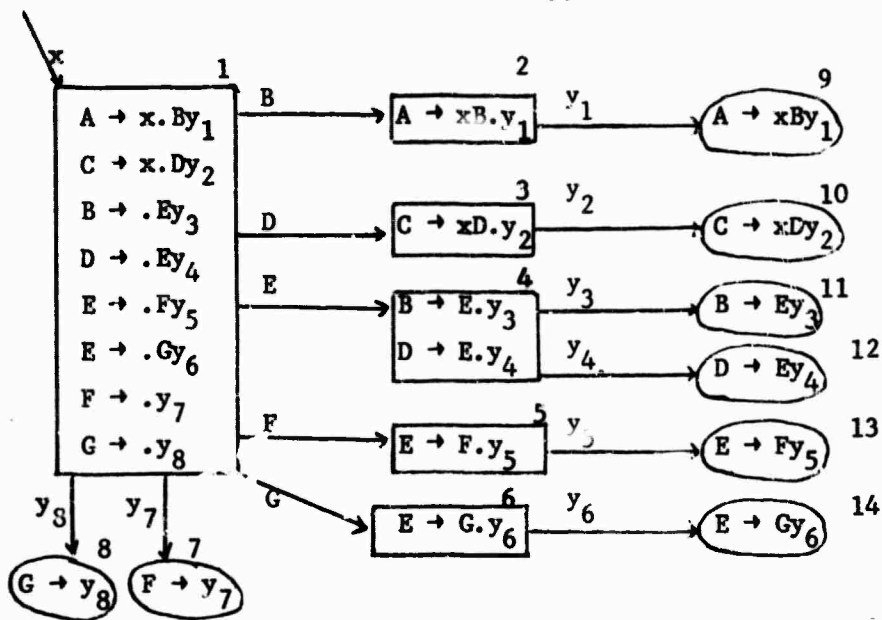 x
1
A → x.By₁
C → x.Dy₂
B → .Ey₃
D → .Ey₄
E → .Fy₅
E → .Gy₆
F → .y₇
G → .y₈
B
2
A → xB.y₁
y₁
9
A → xBy₁
D
3
C → xD.y₂
y₂
10
C → xDy₂
E
4
B → E.y₃
D → E.y₄
y₃
11
B → Ey₃
y₄
12
D → Ey₄
F
5
E → F.y₅
y₅
13
E → Fy₅
G
6
E → G.y₆
y₆
14
E → Gy₆
y₈
y₇
8
G → y₈
7
F → y₇